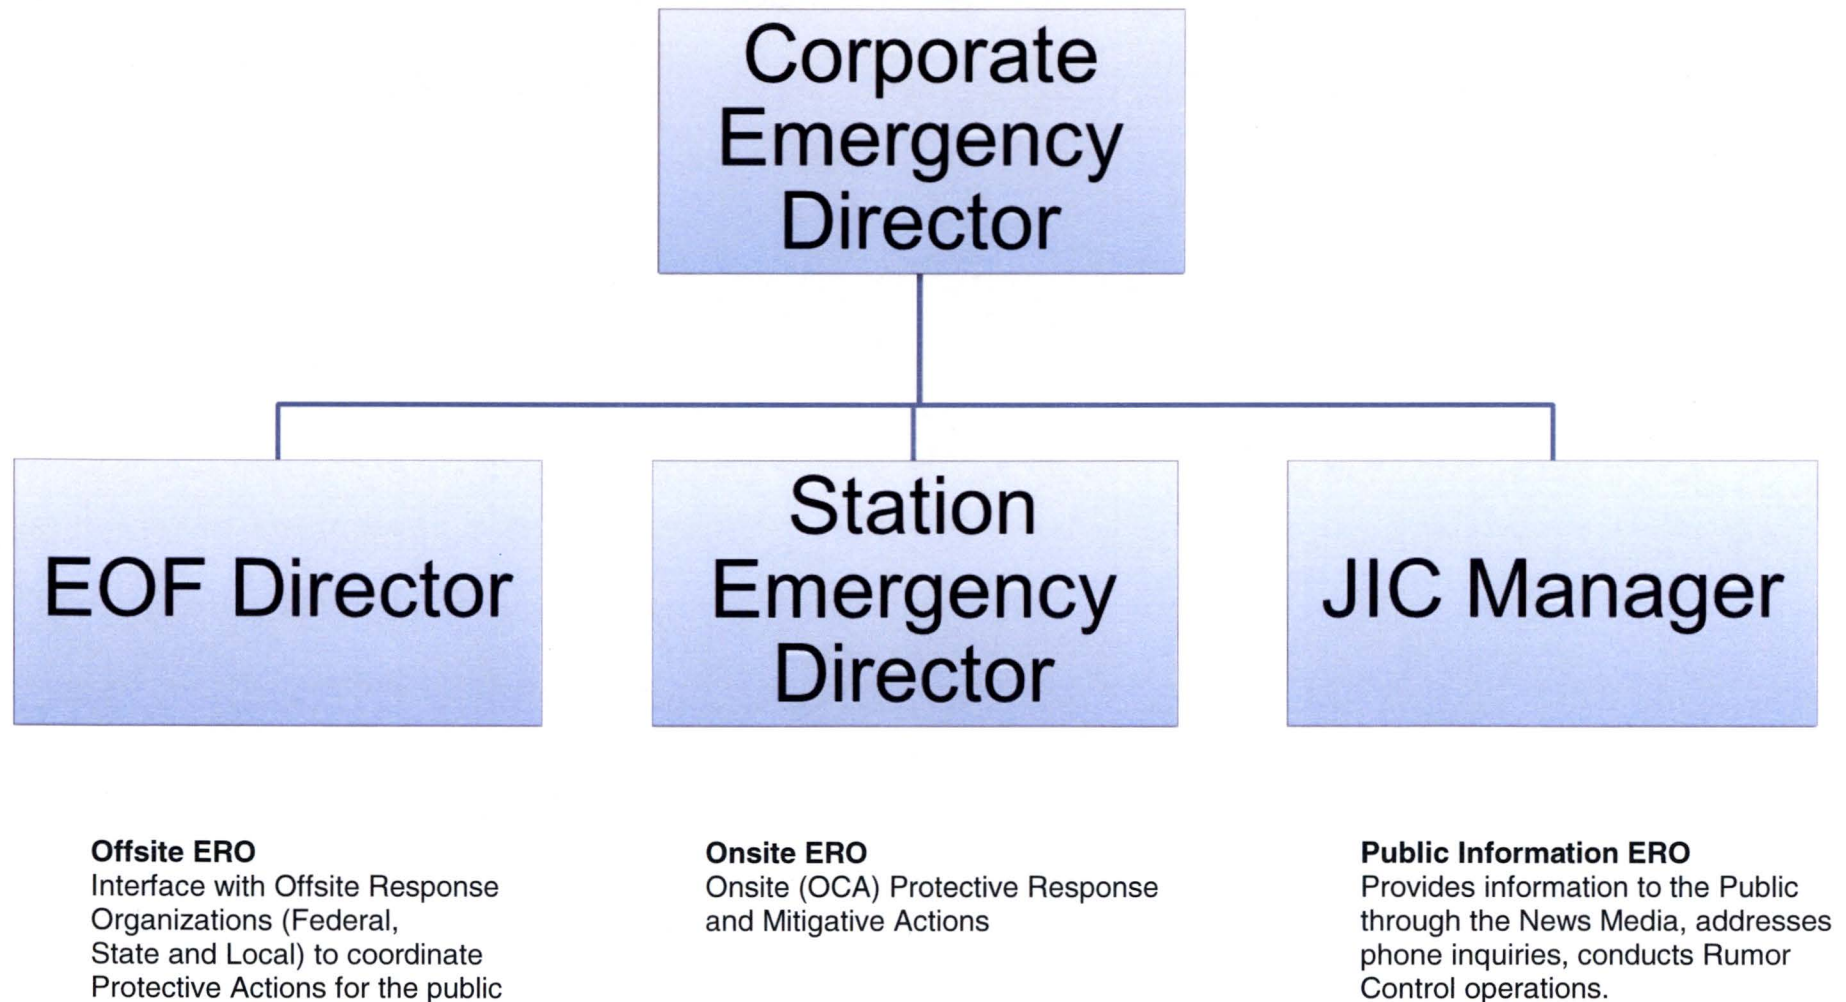 Corporate
Emergency
Director
EOF Director
Station
Emergency
Director
JIC Manager
Offsite ERO
Interface with Offsite Response
Organizations (Federal,
State and Local) to coordinate
Protective Actions for the public
Onsite ERO
Onsite (OCA) Protective Response
and Mitigative Actions
Public Information ERO
Provides information to the Public
through the News Media, addresses
phone inquiries, conducts Rumor
Control operations.